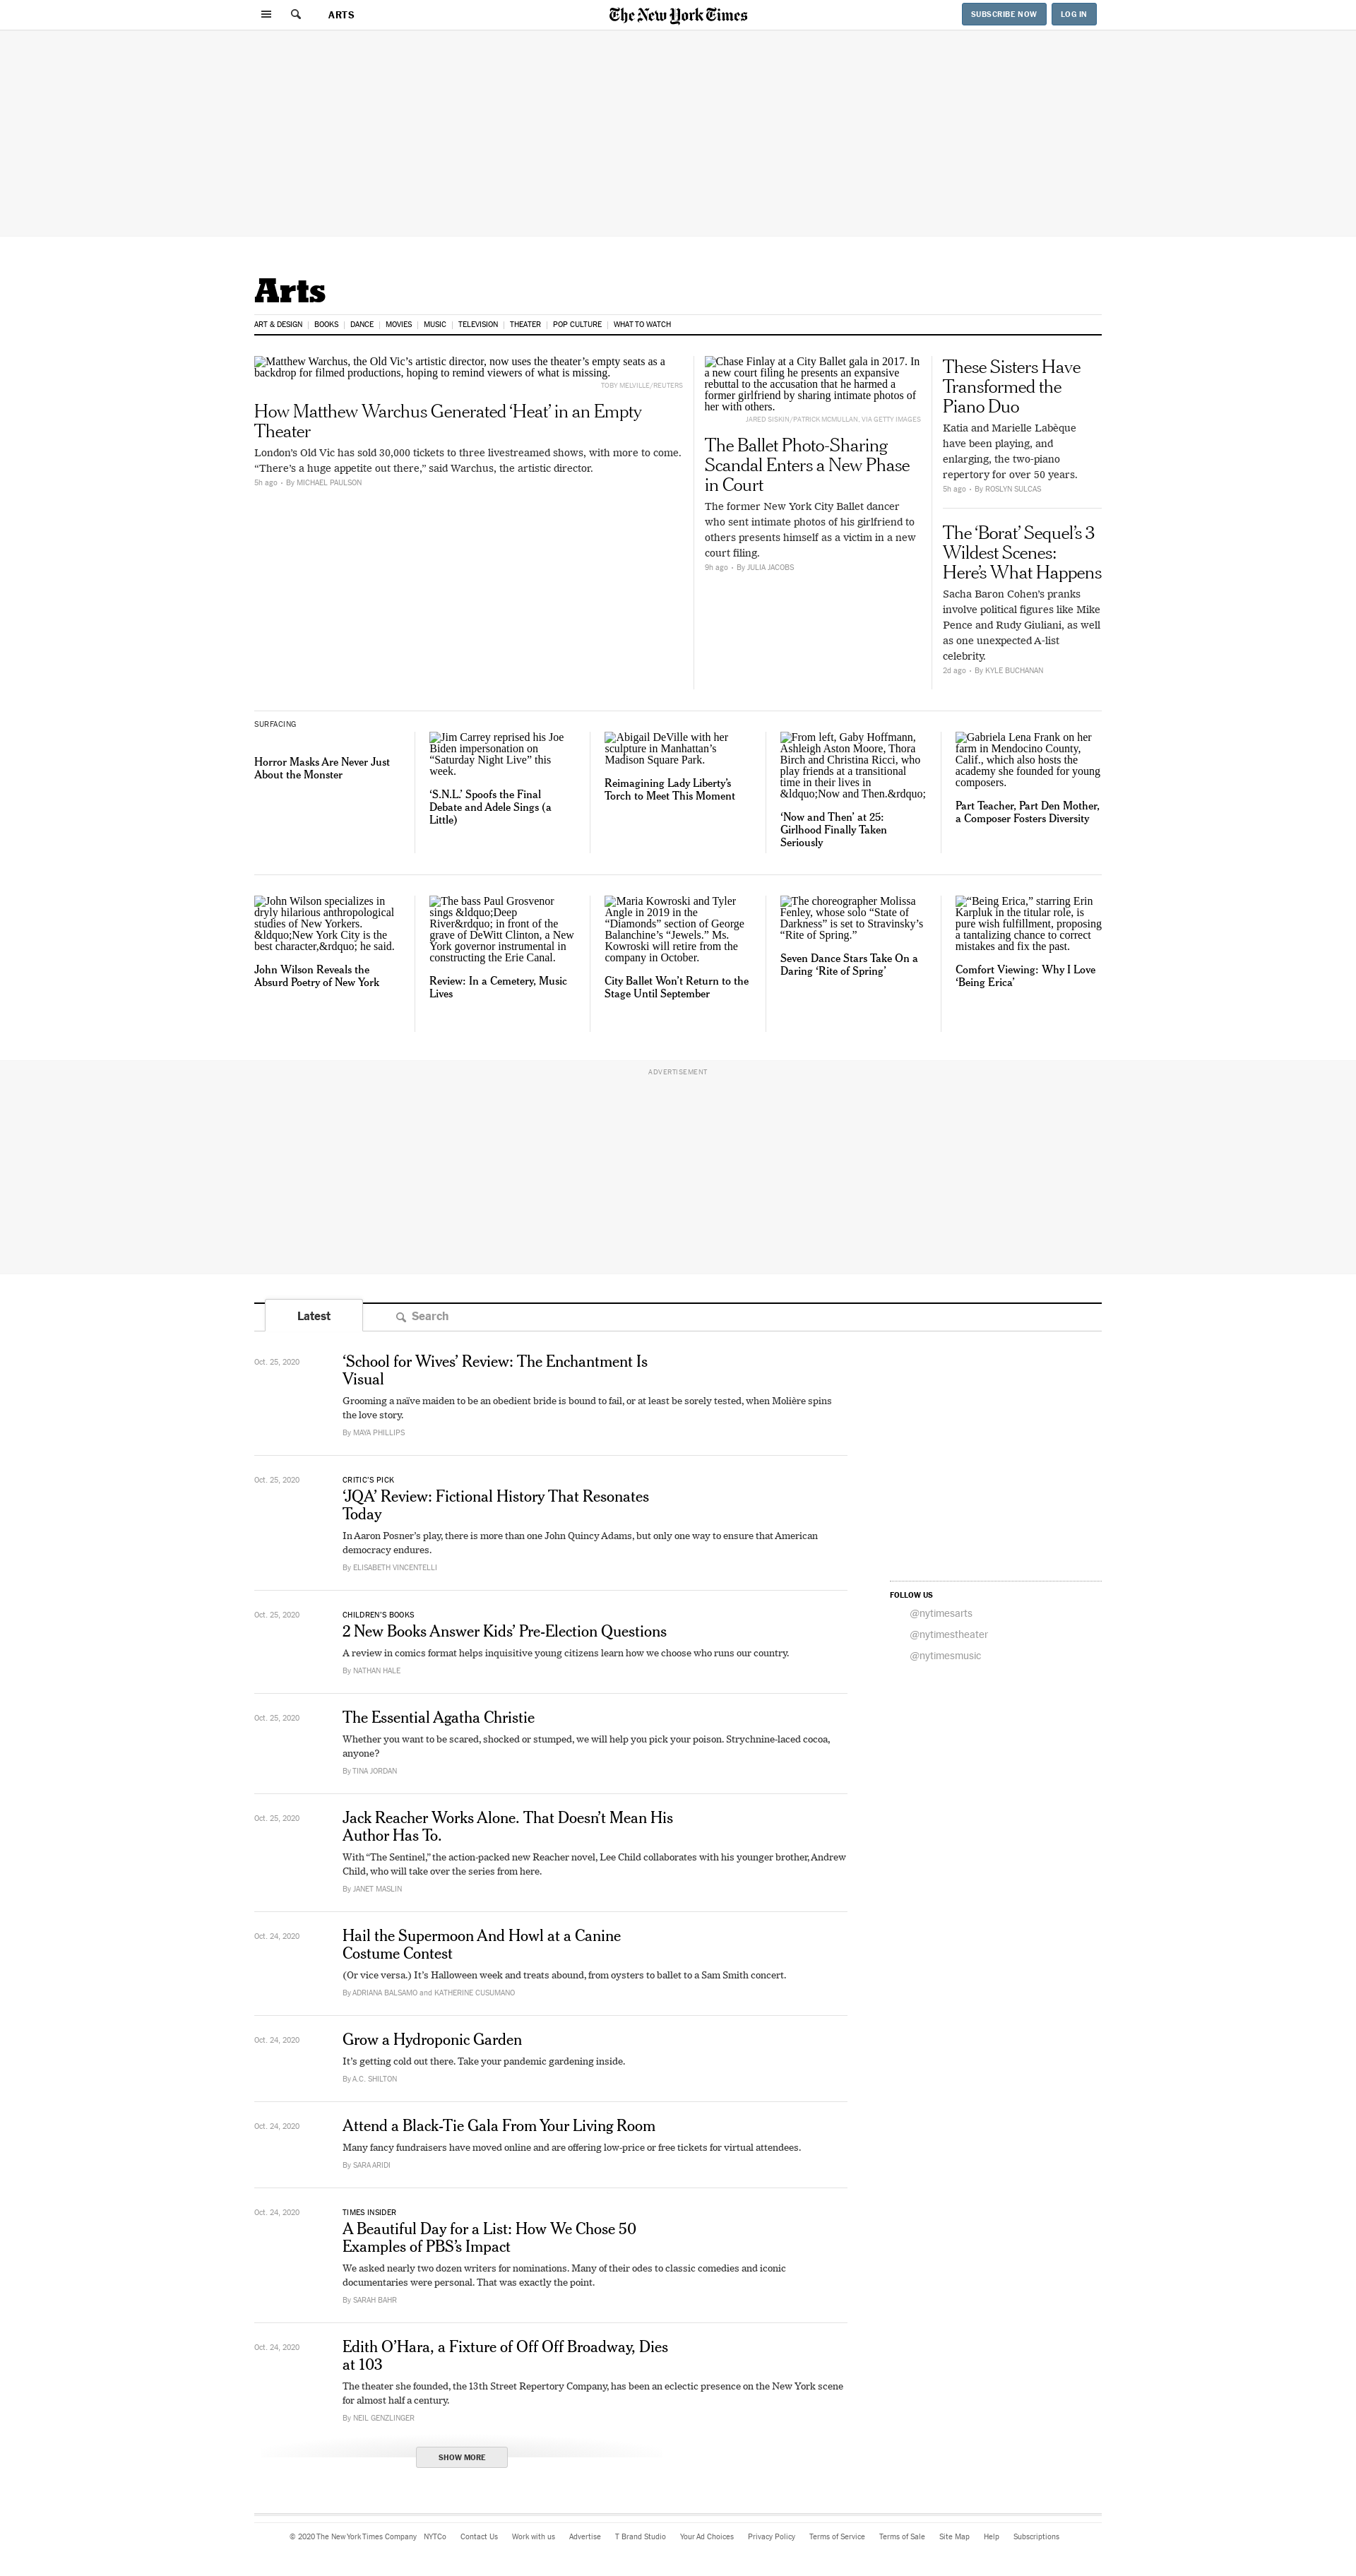 ARTS
The New York Times
SUBSCRIBE NOW
LOG IN
Arts
ART & DESIGN
BOOKS
DANCE
MOVIES
MUSIC
TELEVISION
THEATER
POP CULTURE
WHAT TO WATCH
Matthew Warchus, the Old Vic’s artistic director, now uses the theater’s empty seats as a
backdrop for filmed productions, hoping to remind viewers of what is missing.
TOBY MELVILLE/REUTERS
How Matthew Warchus Generated ‘Heat’ in an Empty
Theater
London’s Old Vic has sold 30,000 tickets to three livestreamed shows, with more to come.
“There’s a huge appetite out there,” said Warchus, the artistic director.
5h ago • By MICHAEL PAULSON
Chase Finlay at a City Ballet gala in 2017. In
a new court filing he presents an expansive
rebuttal to the accusation that he harmed a
former girlfriend by sharing intimate photos of
her with others.
JARED SISKIN/PATRICK MCMULLAN, VIA GETTY IMAGES
The Ballet Photo-Sharing
Scandal Enters a New Phase
in Court
The former New York City Ballet dancer
who sent intimate photos of his girlfriend to
others presents himself as a victim in a new
court filing.
9h ago • By JULIA JACOBS
These Sisters Have
Transformed the
Piano Duo
Katia and Marielle Labèque
have been playing, and
enlarging, the two-piano
repertory for over 50 years.
5h ago • By ROSLYN SULCAS
The ‘Borat’ Sequel’s 3
Wildest Scenes:
Here’s What Happens
Sacha Baron Cohen’s pranks
involve political figures like Mike
Pence and Rudy Giuliani, as well
as one unexpected A-list
celebrity.
2d ago • By KYLE BUCHANAN
SURFACING
Horror Masks Are Never Just
About the Monster
Jim Carrey reprised his Joe
Biden impersonation on
“Saturday Night Live” this
week.
‘S.N.L.’ Spoofs the Final
Debate and Adele Sings (a
Little)
Abigail DeVille with her
sculpture in Manhattan’s
Madison Square Park.
Reimagining Lady Liberty’s
Torch to Meet This Moment
From left, Gaby Hoffmann,
Ashleigh Aston Moore, Thora
Birch and Christina Ricci, who
play friends at a transitional
time in their lives in
&ldquo;Now and Then.&rdquo;
‘Now and Then’ at 25:
Girlhood Finally Taken
Seriously
Gabriela Lena Frank on her
farm in Mendocino County,
Calif., which also hosts the
academy she founded for young
composers.
Part Teacher, Part Den Mother,
a Composer Fosters Diversity
John Wilson specializes in
dryly hilarious anthropological
studies of New Yorkers.
&ldquo;New York City is the
best character,&rdquo; he said.
John Wilson Reveals the
Absurd Poetry of New York
The bass Paul Grosvenor
sings &ldquo;Deep
River&rdquo; in front of the
grave of DeWitt Clinton, a New
York governor instrumental in
constructing the Erie Canal.
Review: In a Cemetery, Music
Lives
Maria Kowroski and Tyler
Angle in 2019 in the
“Diamonds” section of George
Balanchine’s “Jewels.” Ms.
Kowroski will retire from the
company in October.
City Ballet Won’t Return to the
Stage Until September
The choreographer Molissa
Fenley, whose solo “State of
Darkness” is set to Stravinsky’s
“Rite of Spring.”
Seven Dance Stars Take On a
Daring ‘Rite of Spring’
“Being Erica,” starring Erin
Karpluk in the titular role, is
pure wish fulfillment, proposing
a tantalizing chance to correct
mistakes and fix the past.
Comfort Viewing: Why I Love
‘Being Erica’
ADVERTISEMENT
Latest
Search
Oct. 25, 2020
‘School for Wives’ Review: The Enchantment Is
Visual
Grooming a naïve maiden to be an obedient bride is bound to fail, or at least be sorely tested, when Molière spins
the love story.
By MAYA PHILLIPS
Oct. 25, 2020
CRITIC’S PICK
‘JQA’ Review: Fictional History That Resonates
Today
In Aaron Posner’s play, there is more than one John Quincy Adams, but only one way to ensure that American
democracy endures.
By ELISABETH VINCENTELLI
Oct. 25, 2020
CHILDREN’S BOOKS
2 New Books Answer Kids’ Pre-Election Questions
A review in comics format helps inquisitive young citizens learn how we choose who runs our country.
By NATHAN HALE
Oct. 25, 2020
The Essential Agatha Christie
Whether you want to be scared, shocked or stumped, we will help you pick your poison. Strychnine-laced cocoa,
anyone?
By TINA JORDAN
Oct. 25, 2020
Jack Reacher Works Alone. That Doesn’t Mean His
Author Has To.
With “The Sentinel,” the action-packed new Reacher novel, Lee Child collaborates with his younger brother, Andrew
Child, who will take over the series from here.
By JANET MASLIN
Oct. 24, 2020
Hail the Supermoon And Howl at a Canine
Costume Contest
(Or vice versa.) It’s Halloween week and treats abound, from oysters to ballet to a Sam Smith concert.
By ADRIANA BALSAMO and KATHERINE CUSUMANO
Oct. 24, 2020
Grow a Hydroponic Garden
It’s getting cold out there. Take your pandemic gardening inside.
By A.C. SHILTON
Oct. 24, 2020
Attend a Black-Tie Gala From Your Living Room
Many fancy fundraisers have moved online and are offering low-price or free tickets for virtual attendees.
By SARA ARIDI
Oct. 24, 2020
TIMES INSIDER
A Beautiful Day for a List: How We Chose 50
Examples of PBS’s Impact
We asked nearly two dozen writers for nominations. Many of their odes to classic comedies and iconic
documentaries were personal. That was exactly the point.
By SARAH BAHR
Oct. 24, 2020
Edith O’Hara, a Fixture of Off Off Broadway, Dies
at 103
The theater she founded, the 13th Street Repertory Company, has been an eclectic presence on the New York scene
for almost half a century.
By NEIL GENZLINGER
SHOW MORE
FOLLOW US
@nytimesarts
@nytimestheater
@nytimesmusic
© 2020 The New York Times Company
NYTCo
Contact Us
Work with us
Advertise
T Brand Studio
Your Ad Choices
Privacy Policy
Terms of Service
Terms of Sale
Site Map
Help
Subscriptions